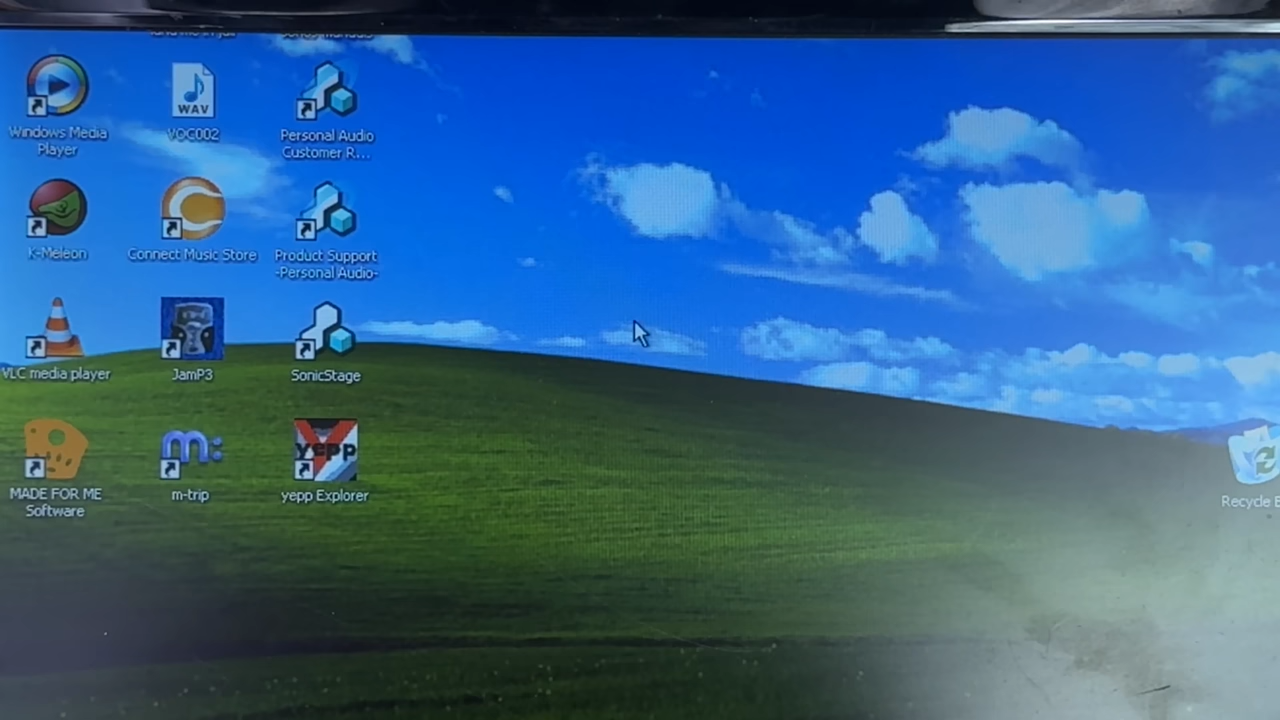 Windows Media
Player
WAV
VOC002
Personal Audio
Customer R...
K-Meleon
Connect Music Store
Product Support
-Personal Audio-
VLC media player
JamP3
SonicStage
MADE FOR ME
Software
m:
m-trip
yepp
yepp Explorer
Recycle B